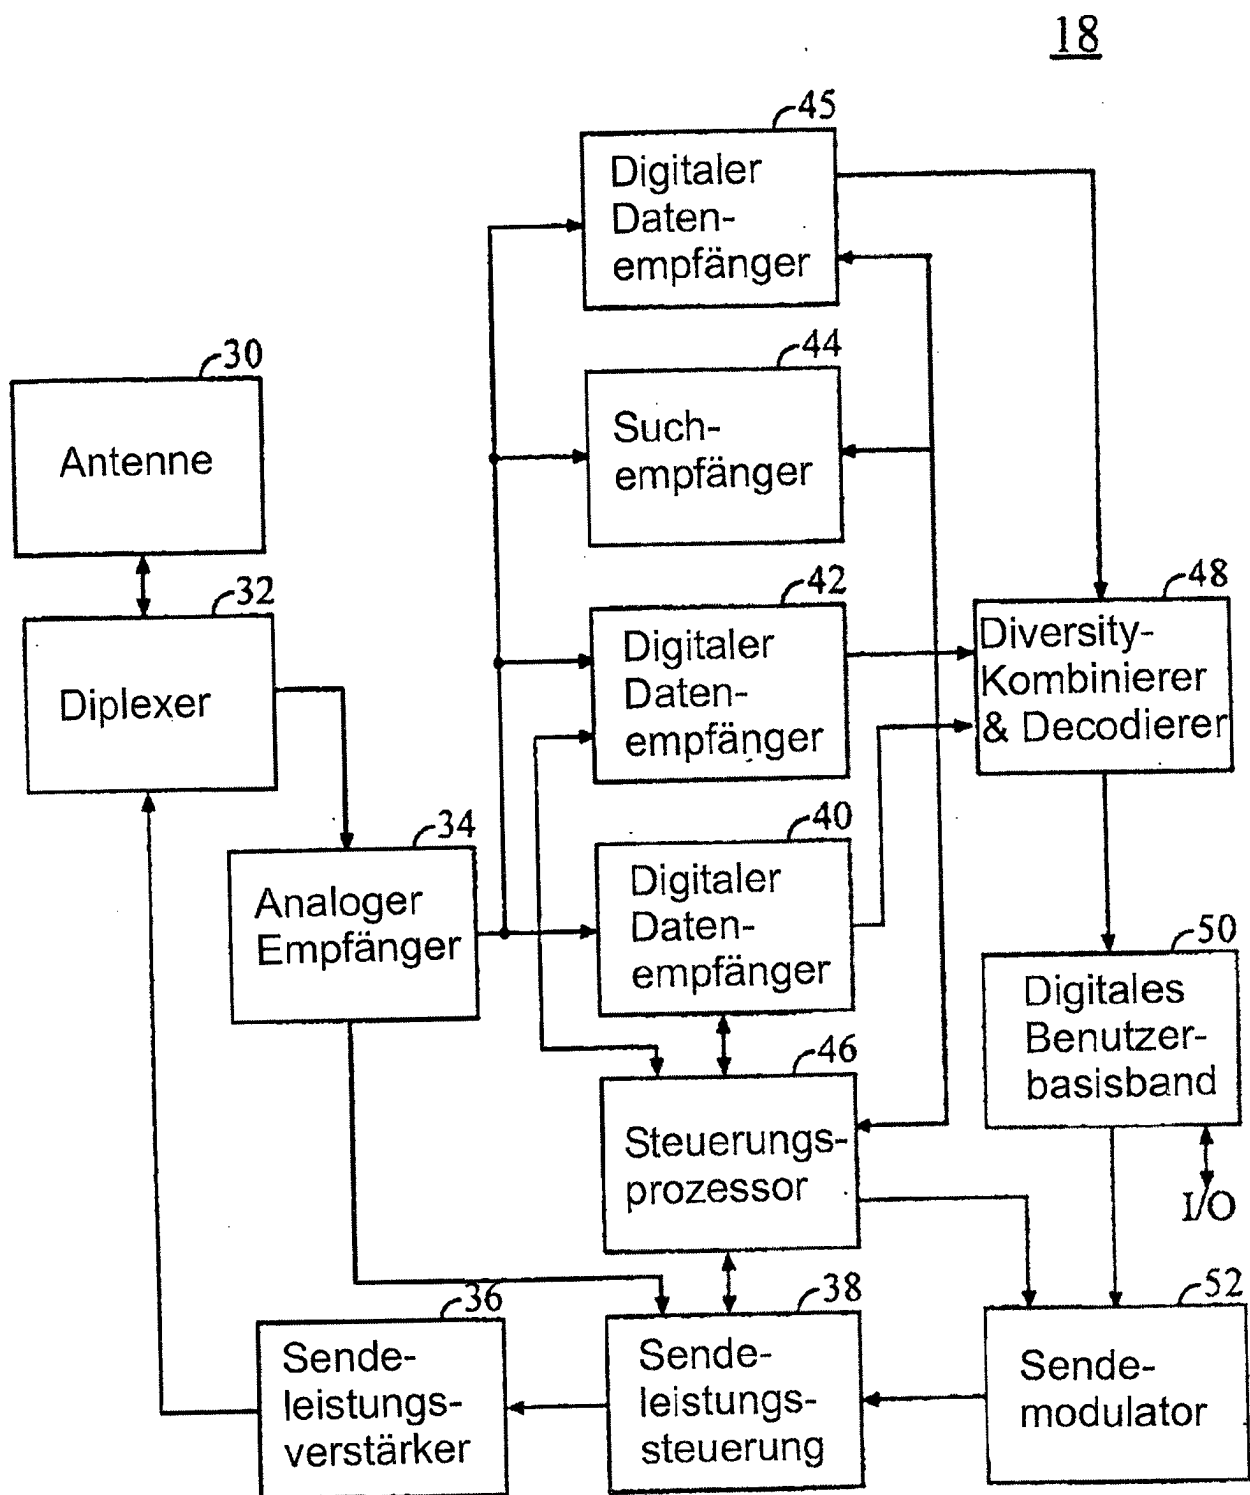 18
45
Digitaler
Daten-
empfänger
44
Such-
empfänger
30
Antenne
32
Diplexer
42
Digitaler
Daten-
empfänger
48
Diversity-
Kombinierer
& Decodierer
34
Analoger
Empfänger
40
Digitaler
Daten-
empfänger
50
Digitales
Benutzer-
basisband
I/O
46
Steuerungs-
prozessor
36
Sende-
leistungs-
verstärker
38
Sende-
leistungs-
steuerung
52
Sende-
modulator